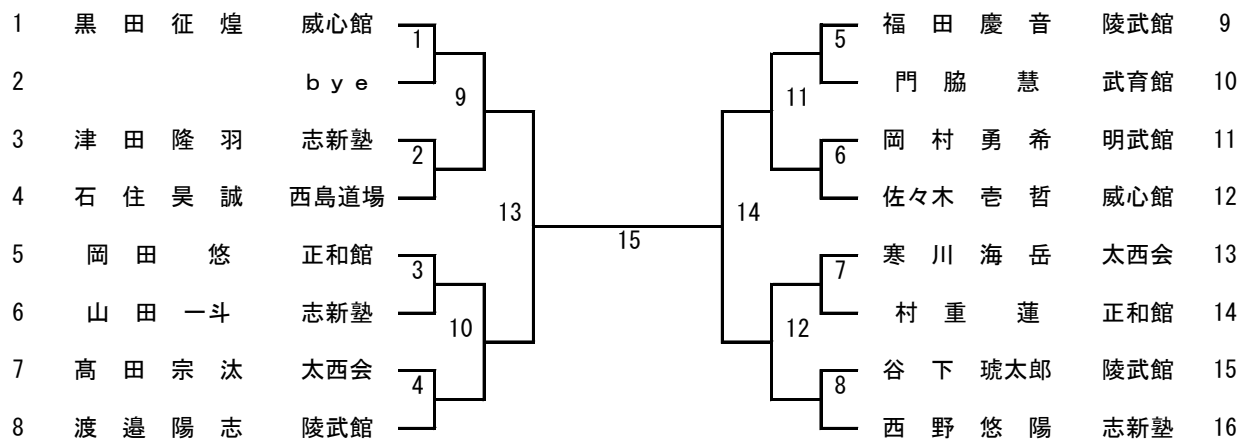 1 黒田征煌 威心館
1
2 ｂｙｅ
9
3 津田隆羽 志新塾
2
4 石住昊誠 西島道場
13
5 岡田悠 正和館
3
6 山田一斗 志新塾
10
7 髙田宗汰 太西会
4
8 渡邉陽志 陵武館
15
福田慶音 陵武館 9
5
門脇慧 武育館 10
11
岡村勇希 明武館 11
6
佐々木壱哲 威心館 12
14
寒川海岳 太西会 13
7
村重蓮 正和館 14
12
谷下琥太郎 陵武館 15
8
西野悠陽 志新塾 16